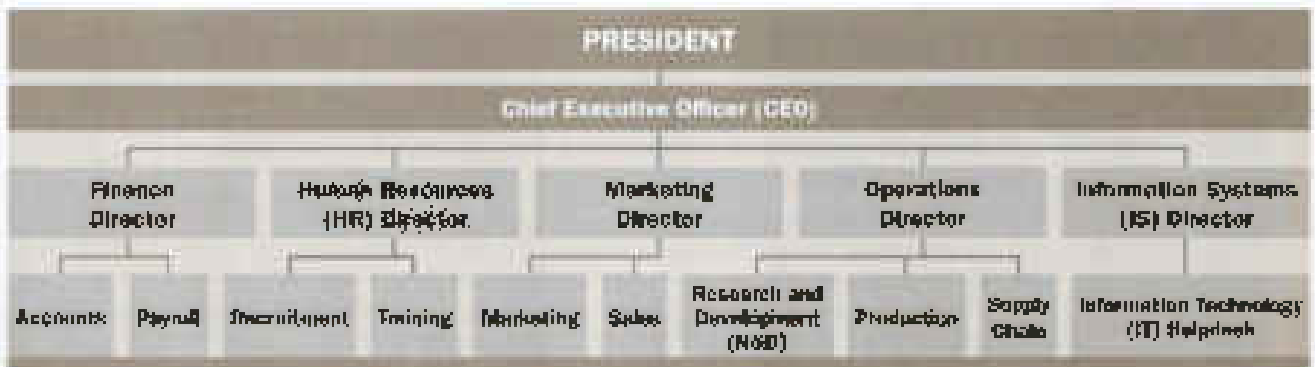 PRESIDENT
Chief Executive Officer (CEO)
Finance
Director
Human Resources
(HR) Director
Marketing
Director
Operations
Director
Information Systems
(IS) Director
Accounts
Payroll
Recruitment
Training
Marketing
Sales
Research and
Development
(R&D)
Production
Supply
Chain
Information Technology
(IT) Helpdesk